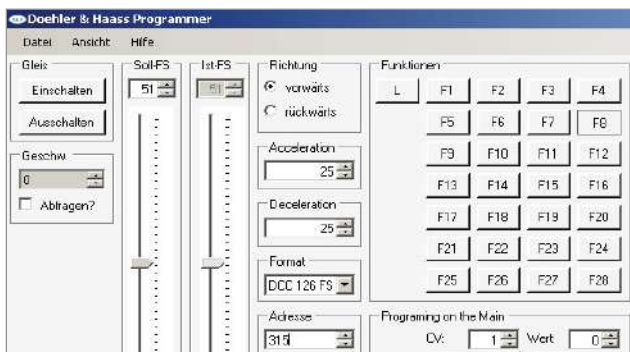 Doehler & Haass Programmer
Datei Ansicht Hilfe
Gleis
Einschalten
Ausschalten
Geschw.
0
Abfragen?
Soll-FS
51
Ist-FS
51
Richtung
vorwärts
rückwärts
Acceleration
25
Deceleration
25
Format
DCC 126 FS
Adresse
315
Funktionen
L F1 F2 F3 F4
F5 F6 F7 F8
F9 F10 F11 F12
F13 F14 F15 F16
F17 F18 F19 F20
F21 F22 F23 F24
F25 F26 F27 F28
Programing on the Main
CV: 1 Wert 0